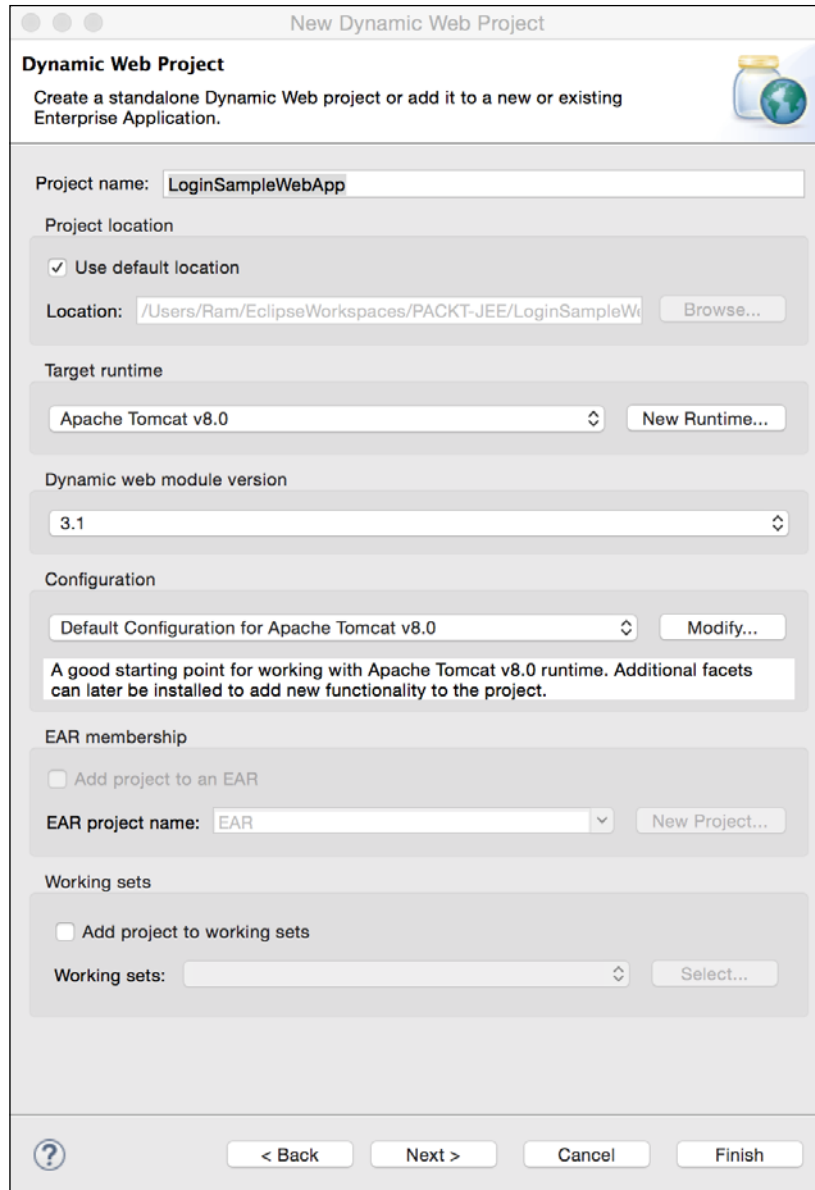 New Dynamic Web Project
Dynamic Web Project
Create a standalone Dynamic Web project or add it to a new or existing
Enterprise Application.
Project name: LoginSampleWebApp
Project location
Use default location
Location: /Users/Ram/EclipseWorkspaces/PACKT-JEE/LoginSampleWe Browse...
Target runtime
Apache Tomcat v8.0 New Runtime...
Dynamic web module version
3.1
Configuration
Default Configuration for Apache Tomcat v8.0 Modify...
A good starting point for working with Apache Tomcat v8.0 runtime. Additional facets
can later be installed to add new functionality to the project.
EAR membership
Add project to an EAR
EAR project name: EAR New Project...
Working sets
Add project to working sets
Working sets: Select...
? < Back Next > Cancel Finish